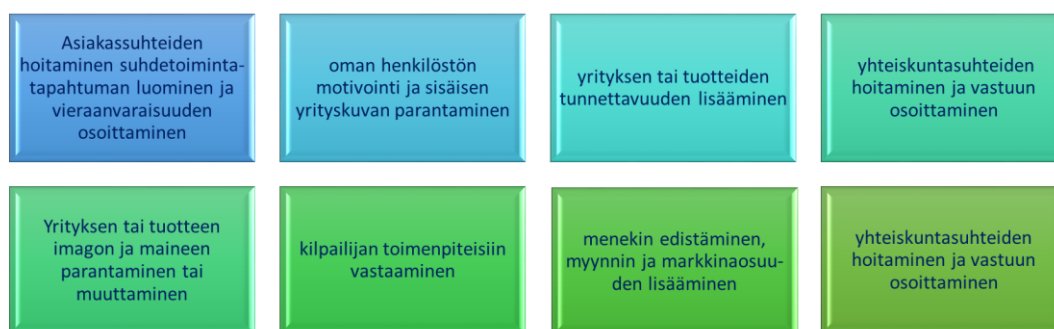 Asiakassuhteiden
hoitaminen suhdetoiminta-
tapahtuman luominen ja
vieraanvaraisuuden
osoittaminen
oman henkilöstön
motivointi ja sisäisen
yrityskuvan parantaminen
yrityksen tai tuotteiden
tunnettavuuden lisääminen
yhteiskuntasuhteiden
hoitaminen ja vastuun
osoittaminen
Yrityksen tai tuotteen
imagon ja maineen
parantaminen tai
muuttaminen
kilpailijan toimenpiteisiin
vastaaminen
menekin edistäminen,
myynnin ja markkinaosuu-
den lisääminen
yhteiskuntasuhteiden
hoitaminen ja vastuun
osoittaminen